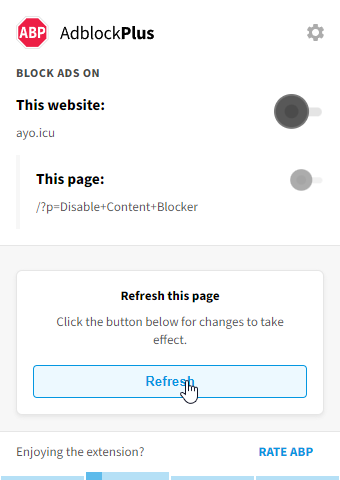 ABP AdblockPlus
BLOCK ADS ON
This website:
ayo.icu
This page:
/?p=Disable+Content+Blocker
Refresh this page
Click the button below for changes to take
effect.
Refresh
Enjoying the extension? RATE ABP